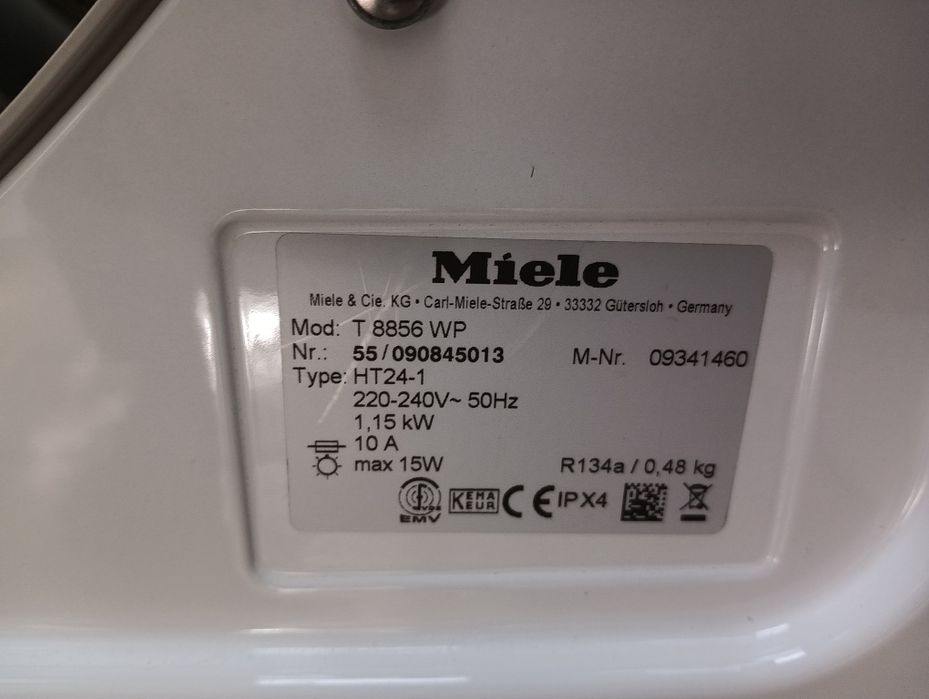 Miele
Miele & Cie. KG • Carl-Miele-Straße 29 • 33332 Gütersloh • Germany
Mod: T 8856 WP
Nr.: 55/090845013 M-Nr. 09341460
Type: HT24-1
220-240V~ 50Hz
1,15 kW
10 A
max 15W R134a / 0,48 kg
VDE
EMV
KEMA
KEUR
CE IPX4